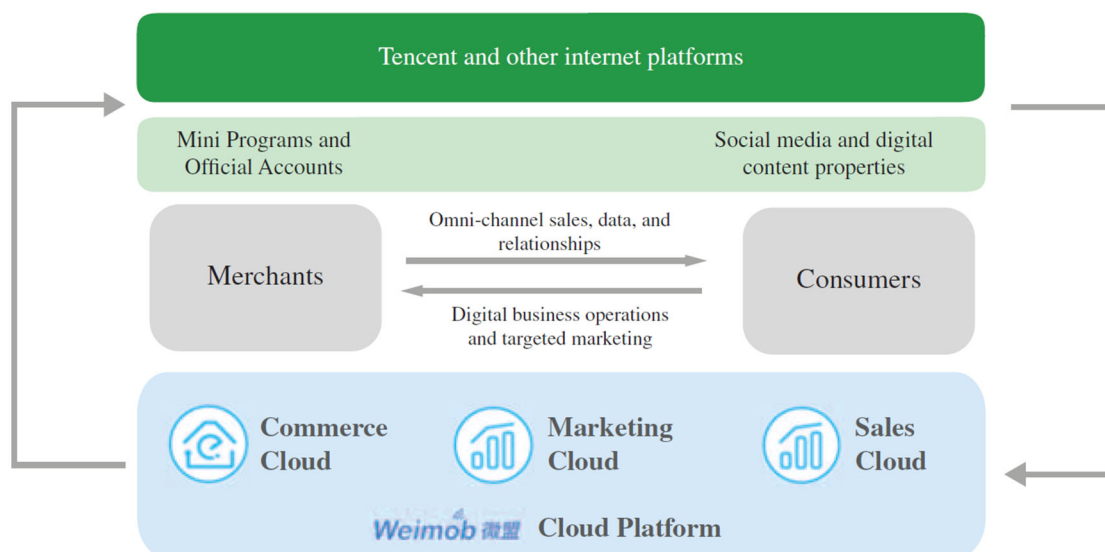 Tencent and other internet platforms
Mini Programs and
Official Accounts
Social media and digital
content properties
Merchants
Omni-channel sales, data, and
relationships
Digital business operations
and targeted marketing
Consumers
Commerce
Cloud
Marketing
Cloud
Sales
Cloud
Weimob 微盟 Cloud Platform